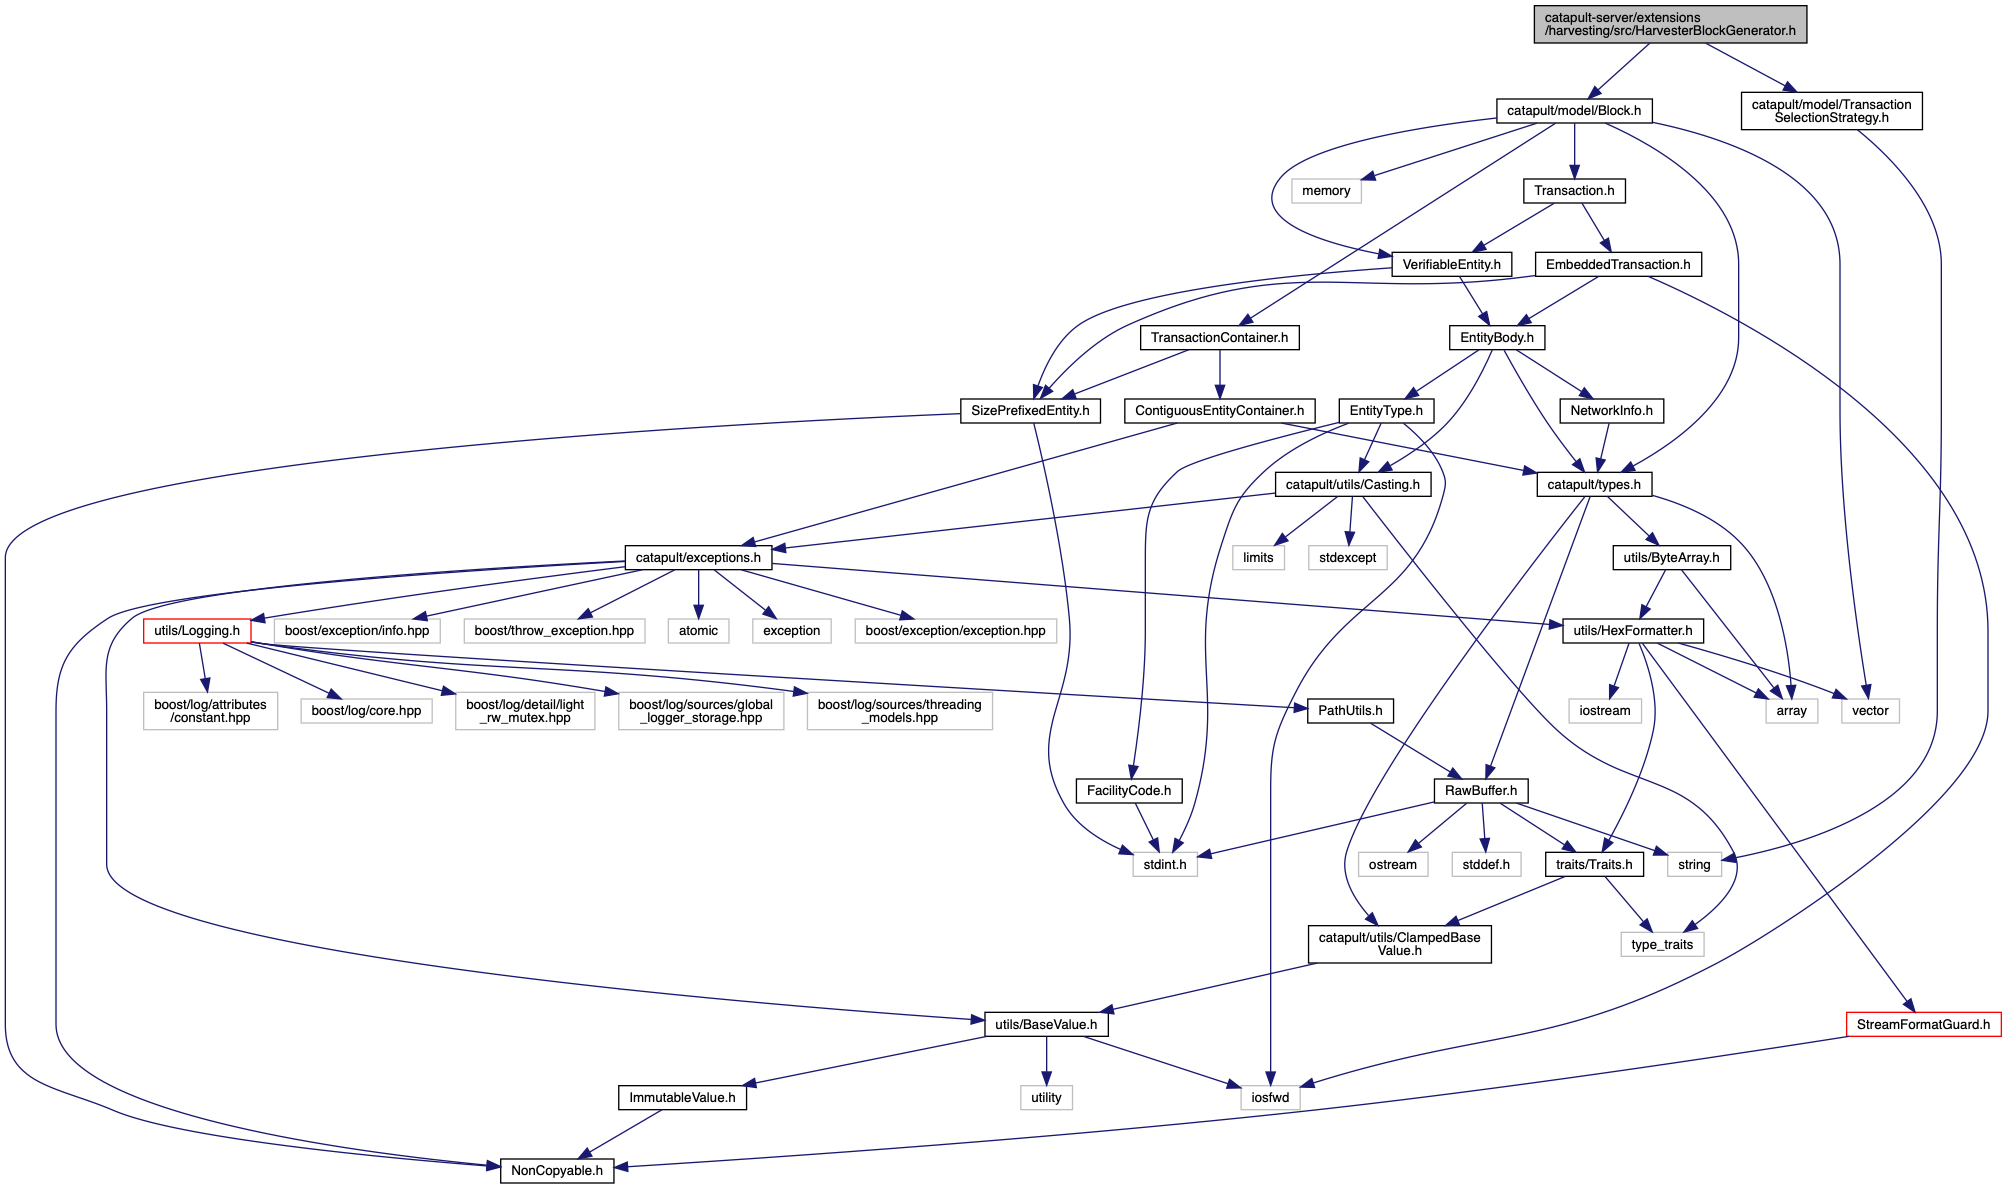 catapult-server/extensions
/harvesting/src/HarvesterBlockGenerator.h
catapult/model/Block.h
catapult/model/Transaction
SelectionStrategy.h
memory
Transaction.h
VerifiableEntity.h
EmbeddedTransaction.h
TransactionContainer.h
EntityBody.h
SizePrefixedEntity.h
ContiguousEntityContainer.h
EntityType.h
NetworkInfo.h
catapult/utils/Casting.h
catapult/types.h
catapult/exceptions.h
limits
stdexcept
utils/ByteArray.h
utils/Logging.h
boost/exception/info.hpp
boost/throw_exception.hpp
atomic
exception
boost/exception/exception.hpp
utils/HexFormatter.h
boost/log/attributes
/constant.hpp
boost/log/core.hpp
boost/log/detail/light
_rw_mutex.hpp
boost/log/sources/global
_logger_storage.hpp
boost/log/sources/threading
_models.hpp
PathUtils.h
iostream
array
vector
FacilityCode.h
RawBuffer.h
stdint.h
ostream
stddef.h
traits/Traits.h
string
catapult/utils/ClampedBase
Value.h
type_traits
utils/BaseValue.h
StreamFormatGuard.h
ImmutableValue.h
utility
iosfwd
NonCopyable.h